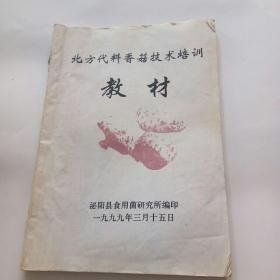 北方代料香菇技术培训
教材
泌阳县食用菌研究所编印
一九九九年三月十五日